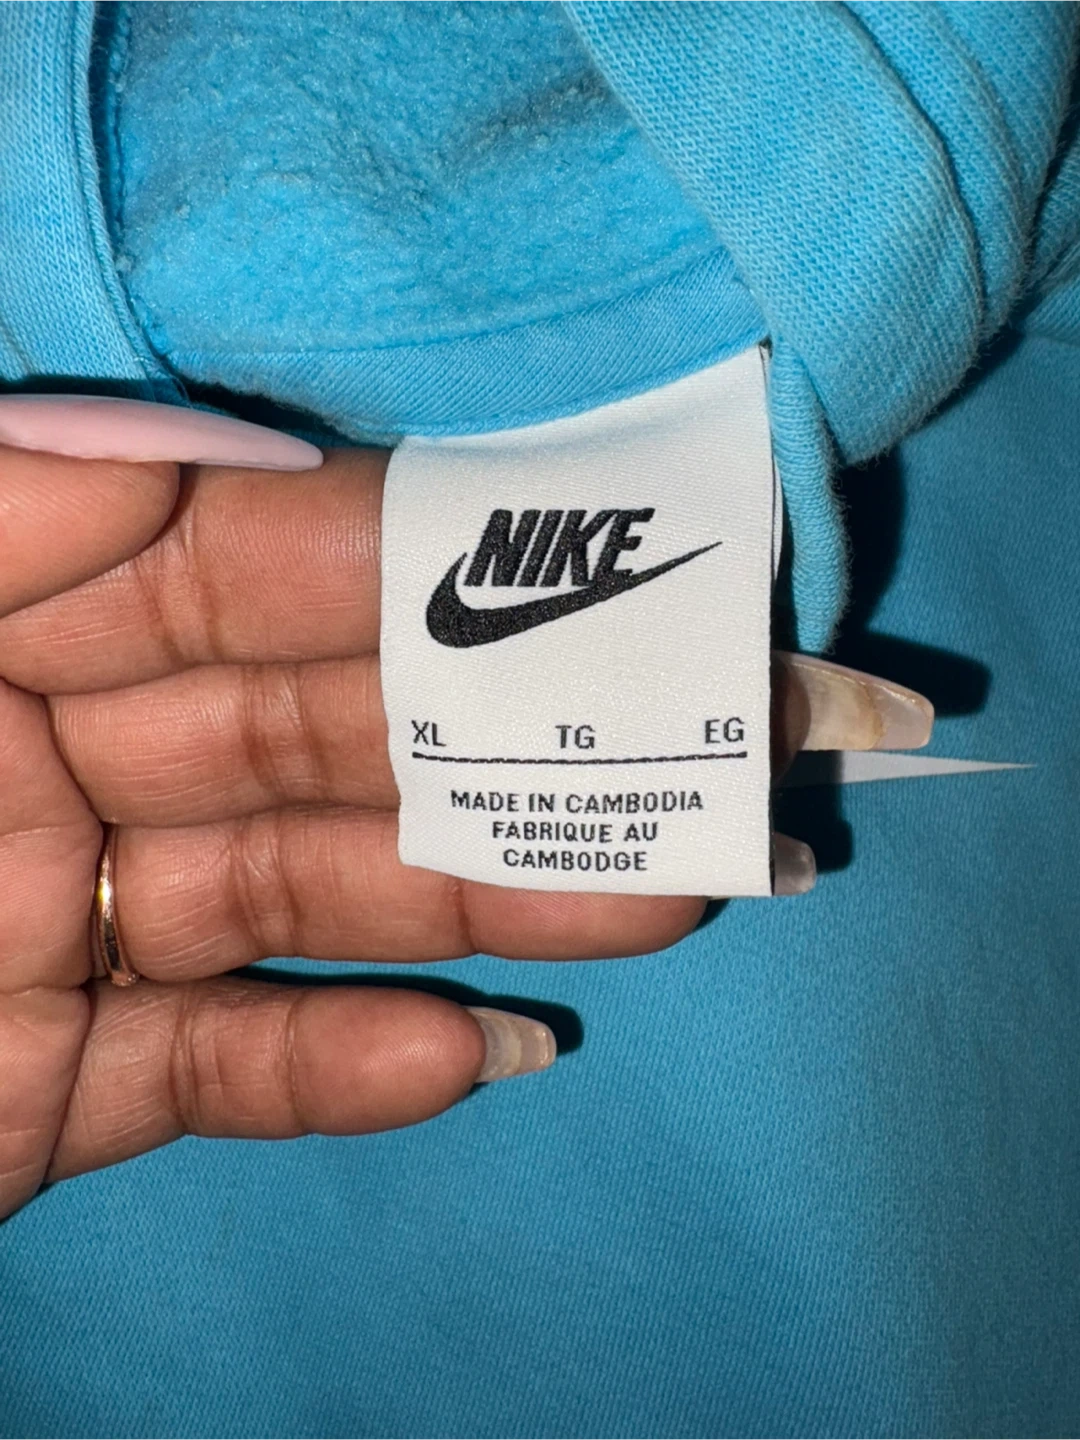 NIKE
XL TG EG
MADE IN CAMBODIA
FABRIQUE AU
CAMBODGE